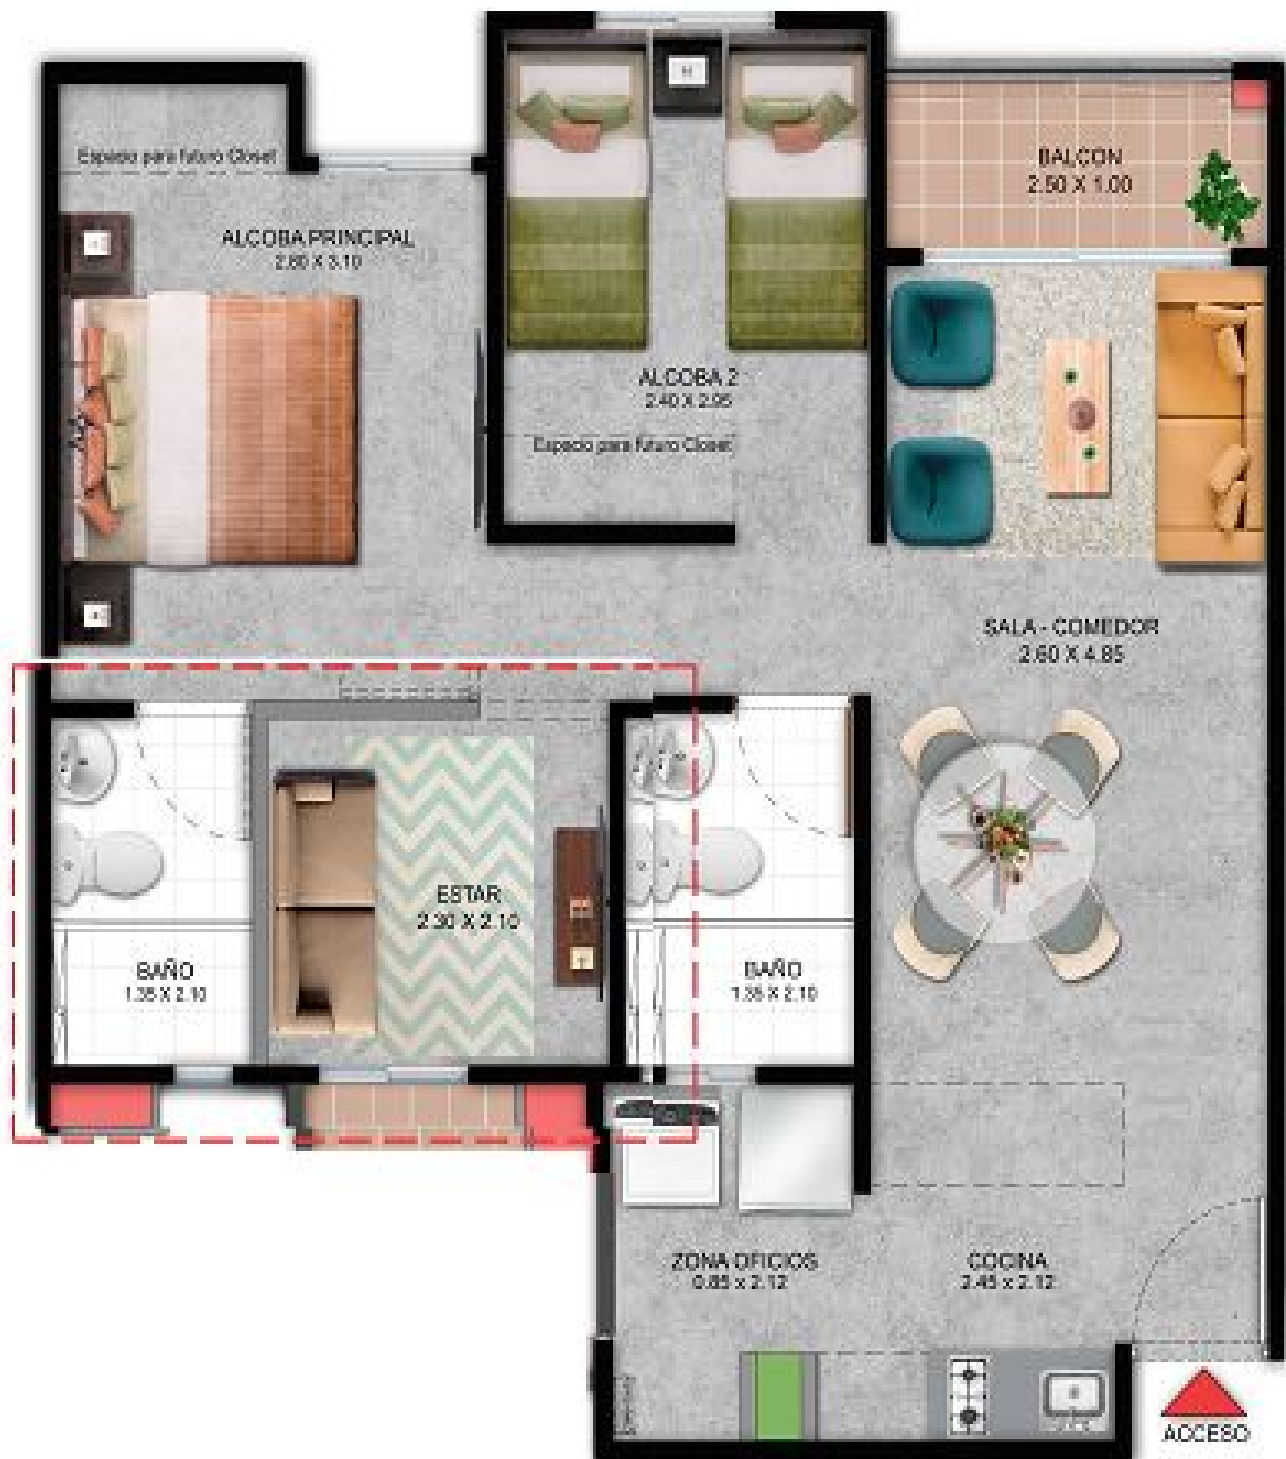 Espacio para futuro Closet
BALCON
2.50 X 1.00
ALCOBA PRINCIPAL
2.80 X 3.10
ALCOBA 2
2.40 X 2.95
Espacio para futuro Closet
SALA - COMEDOR
2.60 X 4.85
ESTAR
2.30 X 2.10
BAÑO
1.35 X 2.10
BAÑO
1.35 X 2.10
ZONA OFICIOS
0.85 x 2.12
COCINA
2.45 x 2.12
ACCESO